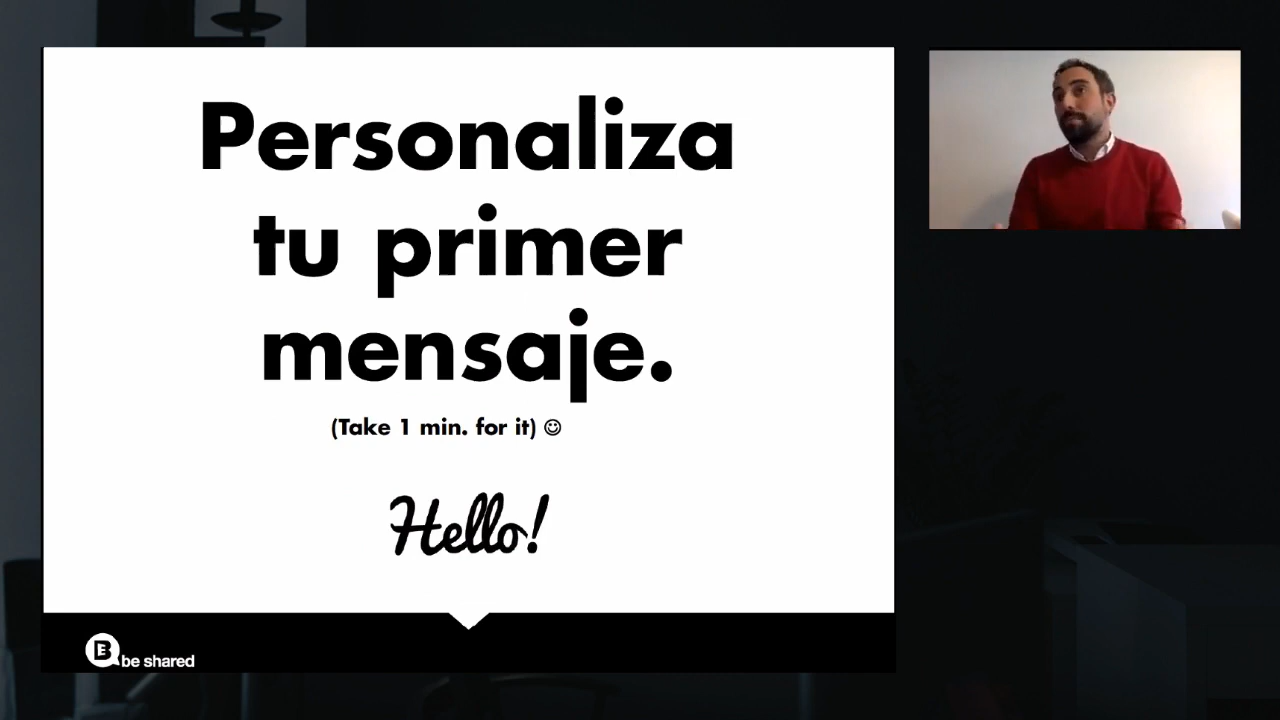 Personaliza
tu primer
mensaje.
(Take 1 min. for it) ☺
Hello!
B be shared